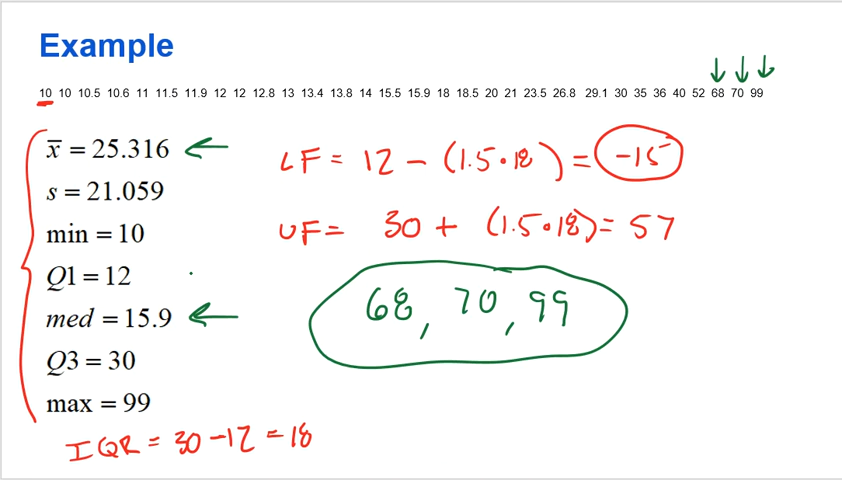 Example
10 10 10.5 10.6 11 11.5 11.9 12 12 12.8 13 13.4 13.8 14 15.5 15.9 18 18.5 20 21 23.5 26.8 29.1 30 35 36 40 52 68 70 99
x̅ = 25.316
s = 21.059
min = 10
Q1 = 12
med = 15.9
Q3 = 30
max = 99
IQR = 30 - 12 = 18
LF = 12 - (1.5 · 18) = -15
UF = 30 + (1.5 · 18) = 57
68, 70, 99